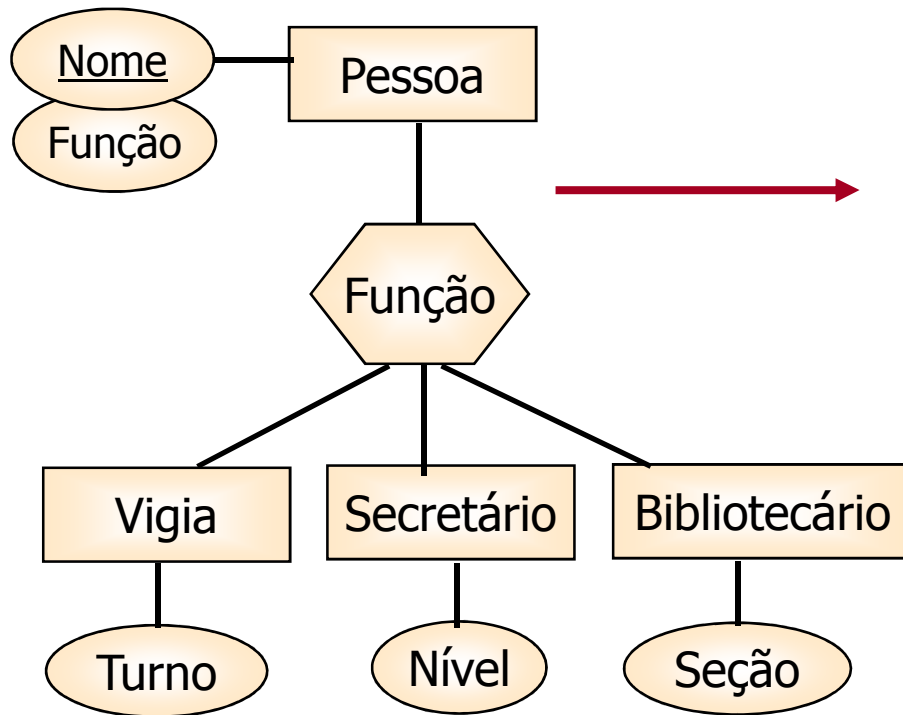 Nome
Pessoa
Função
Função
Vigia
Secretário
Bibliotecário
Turno
Nível
Seção